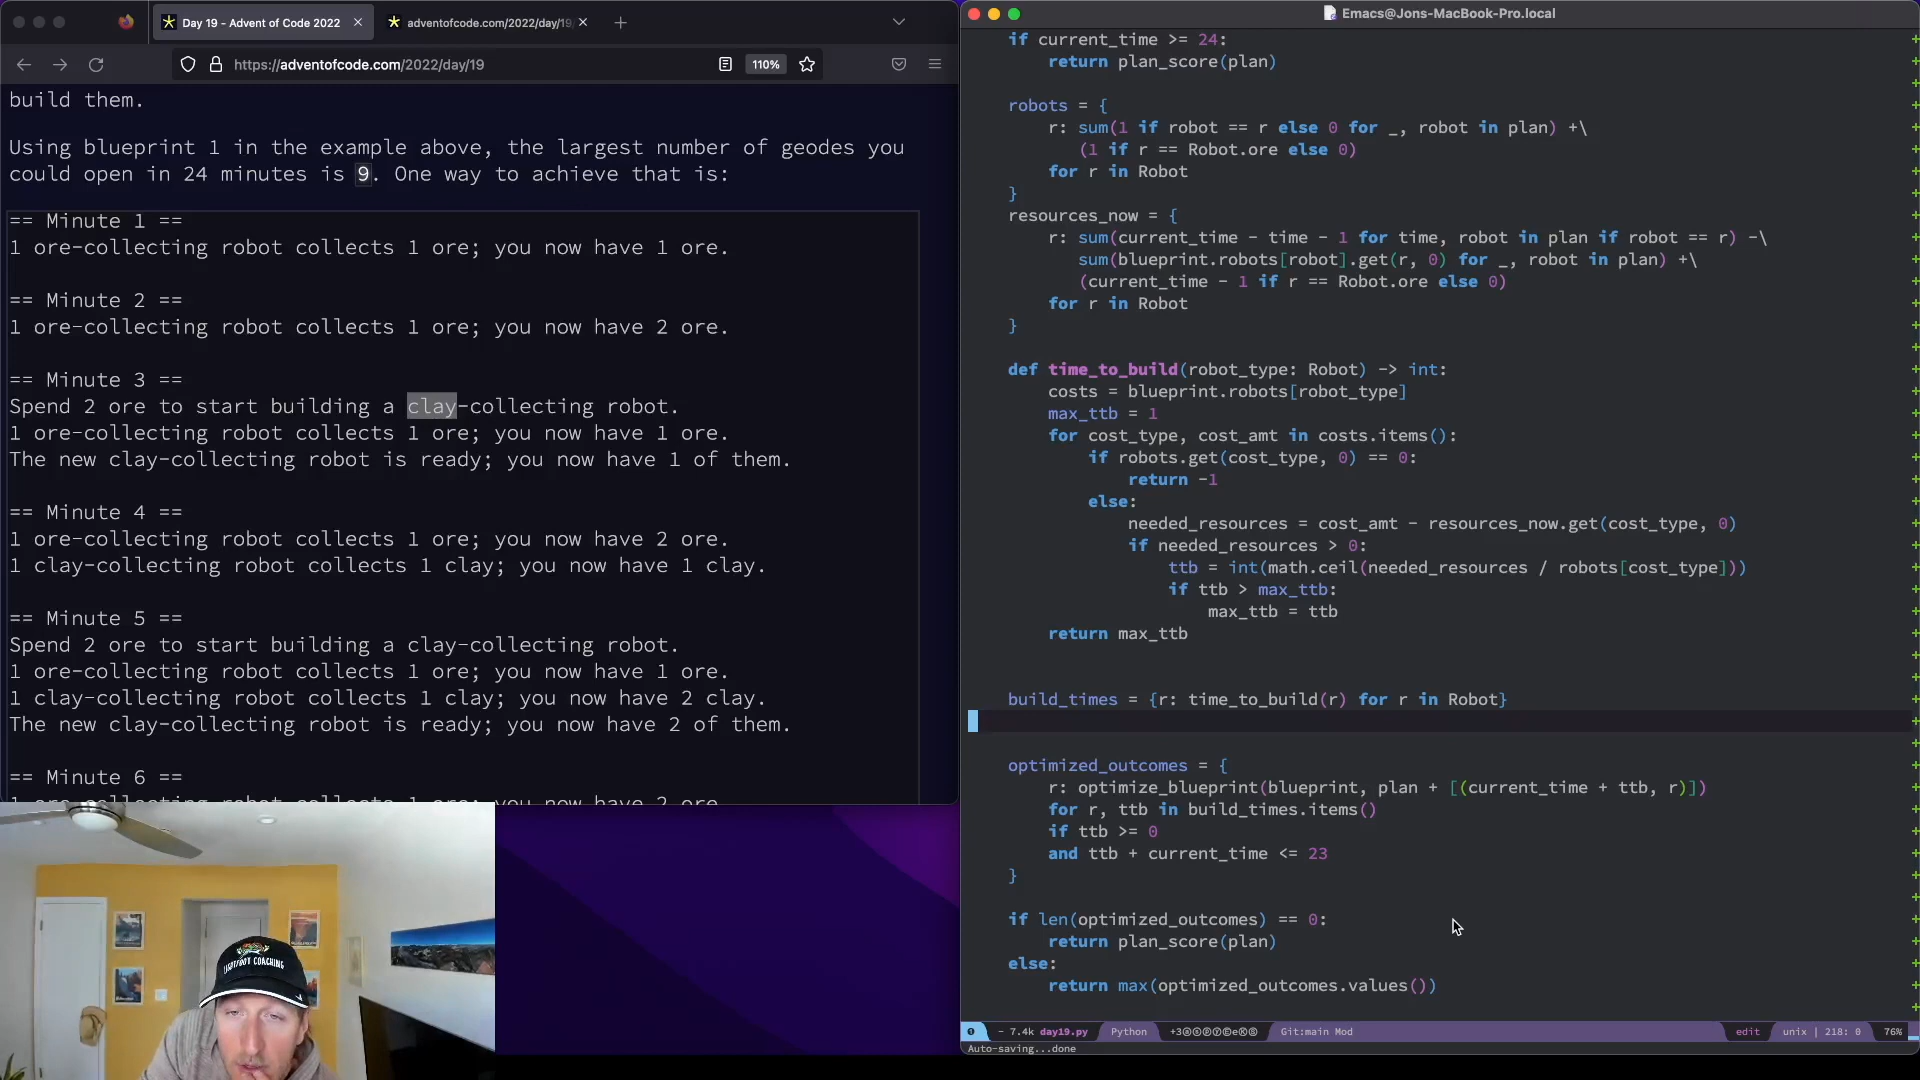 Day 19 - Advent of Code 2022
adventofcode.com/2022/day/19
https://adventofcode.com/2022/day/19
110%
build them.
Using blueprint 1 in the example above, the largest number of geodes you
could open in 24 minutes is 9. One way to achieve that is:
== Minute 1 ==
1 ore-collecting robot collects 1 ore; you now have 1 ore.
== Minute 2 ==
1 ore-collecting robot collects 1 ore; you now have 2 ore.
== Minute 3 ==
Spend 2 ore to start building a clay-collecting robot.
1 ore-collecting robot collects 1 ore; you now have 1 ore.
The new clay-collecting robot is ready; you now have 1 of them.
== Minute 4 ==
1 ore-collecting robot collects 1 ore; you now have 2 ore.
1 clay-collecting robot collects 1 clay; you now have 1 clay.
== Minute 5 ==
Spend 2 ore to start building a clay-collecting robot.
1 ore-collecting robot collects 1 ore; you now have 1 ore.
1 clay-collecting robot collects 1 clay; you now have 2 clay.
The new clay-collecting robot is ready; you now have 2 of them.
== Minute 6 ==
1 ore-collecting robot collects 1 ore; you now have 2 ore.
LIGHTFOOT COACHING
Emacs@Jons-MacBook-Pro.local
if current_time >= 24:
return plan_score(plan)
robots = {
r: sum(1 if robot == r else 0 for _, robot in plan) +\
(1 if r == Robot.ore else 0)
for r in Robot
}
resources_now = {
r: sum(current_time - time - 1 for time, robot in plan if robot == r) -\
sum(blueprint.robots[robot].get(r, 0) for _, robot in plan) +\
(current_time - 1 if r == Robot.ore else 0)
for r in Robot
}
def time_to_build(robot_type: Robot) -> int:
costs = blueprint.robots[robot_type]
max_ttb = 1
for cost_type, cost_amt in costs.items():
if robots.get(cost_type, 0) == 0:
return -1
else:
needed_resources = cost_amt - resources_now.get(cost_type, 0)
if needed_resources > 0:
ttb = int(math.ceil(needed_resources / robots[cost_type]))
if ttb > max_ttb:
max_ttb = ttb
return max_ttb
build_times = {r: time_to_build(r) for r in Robot}
optimized_outcomes = {
r: optimize_blueprint(blueprint, plan + [(current_time + ttb, r)])
for r, ttb in build_times.items()
if ttb >= 0
and ttb + current_time <= 23
}
if len(optimized_outcomes) == 0:
return plan_score(plan)
else:
return max(optimized_outcomes.values())
- 7.4k day19.py Python Git:main Mod edit unix | 218: 0 76%
Auto-saving...done